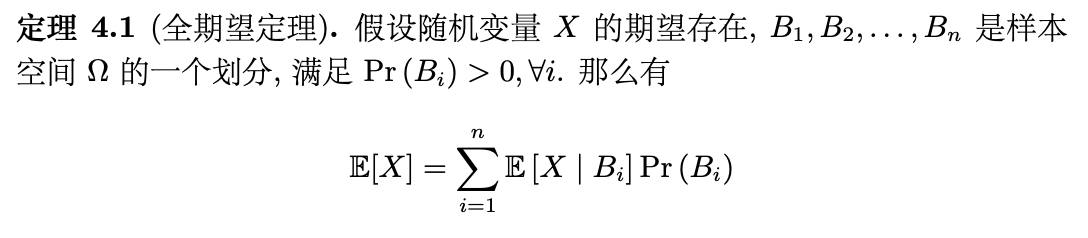 定理 4.1 (全期望定理). 假设随机变量 X 的期望存在, B₁, B₂, . . . , Bₙ 是样本
空间 Ω 的一个划分, 满足 Pr (Bᵢ) > 0, ∀i. 那么有
𝔼[X] = ∑ᵢ₌₁ⁿ 𝔼 [X | Bᵢ] Pr (Bᵢ)